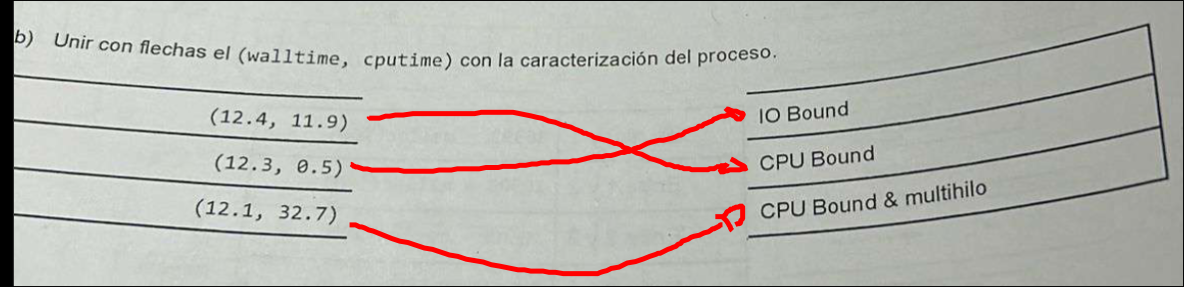 b) Unir con flechas el (walltime, cputime) con la caracterización del proceso.
(12.4, 11.9) IO Bound
(12.3, 0.5) CPU Bound
(12.1, 32.7) CPU Bound & multihilo